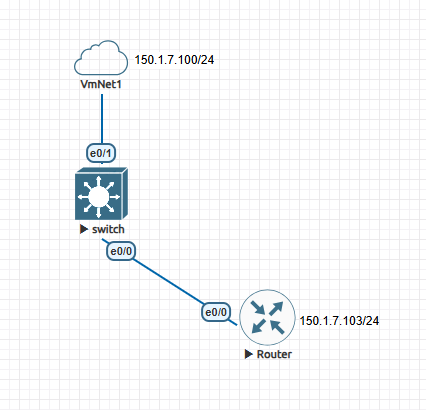 150.1.7.100/24
VmNet1
e0/1
switch
e0/0
e0/0
150.1.7.103/24
Router